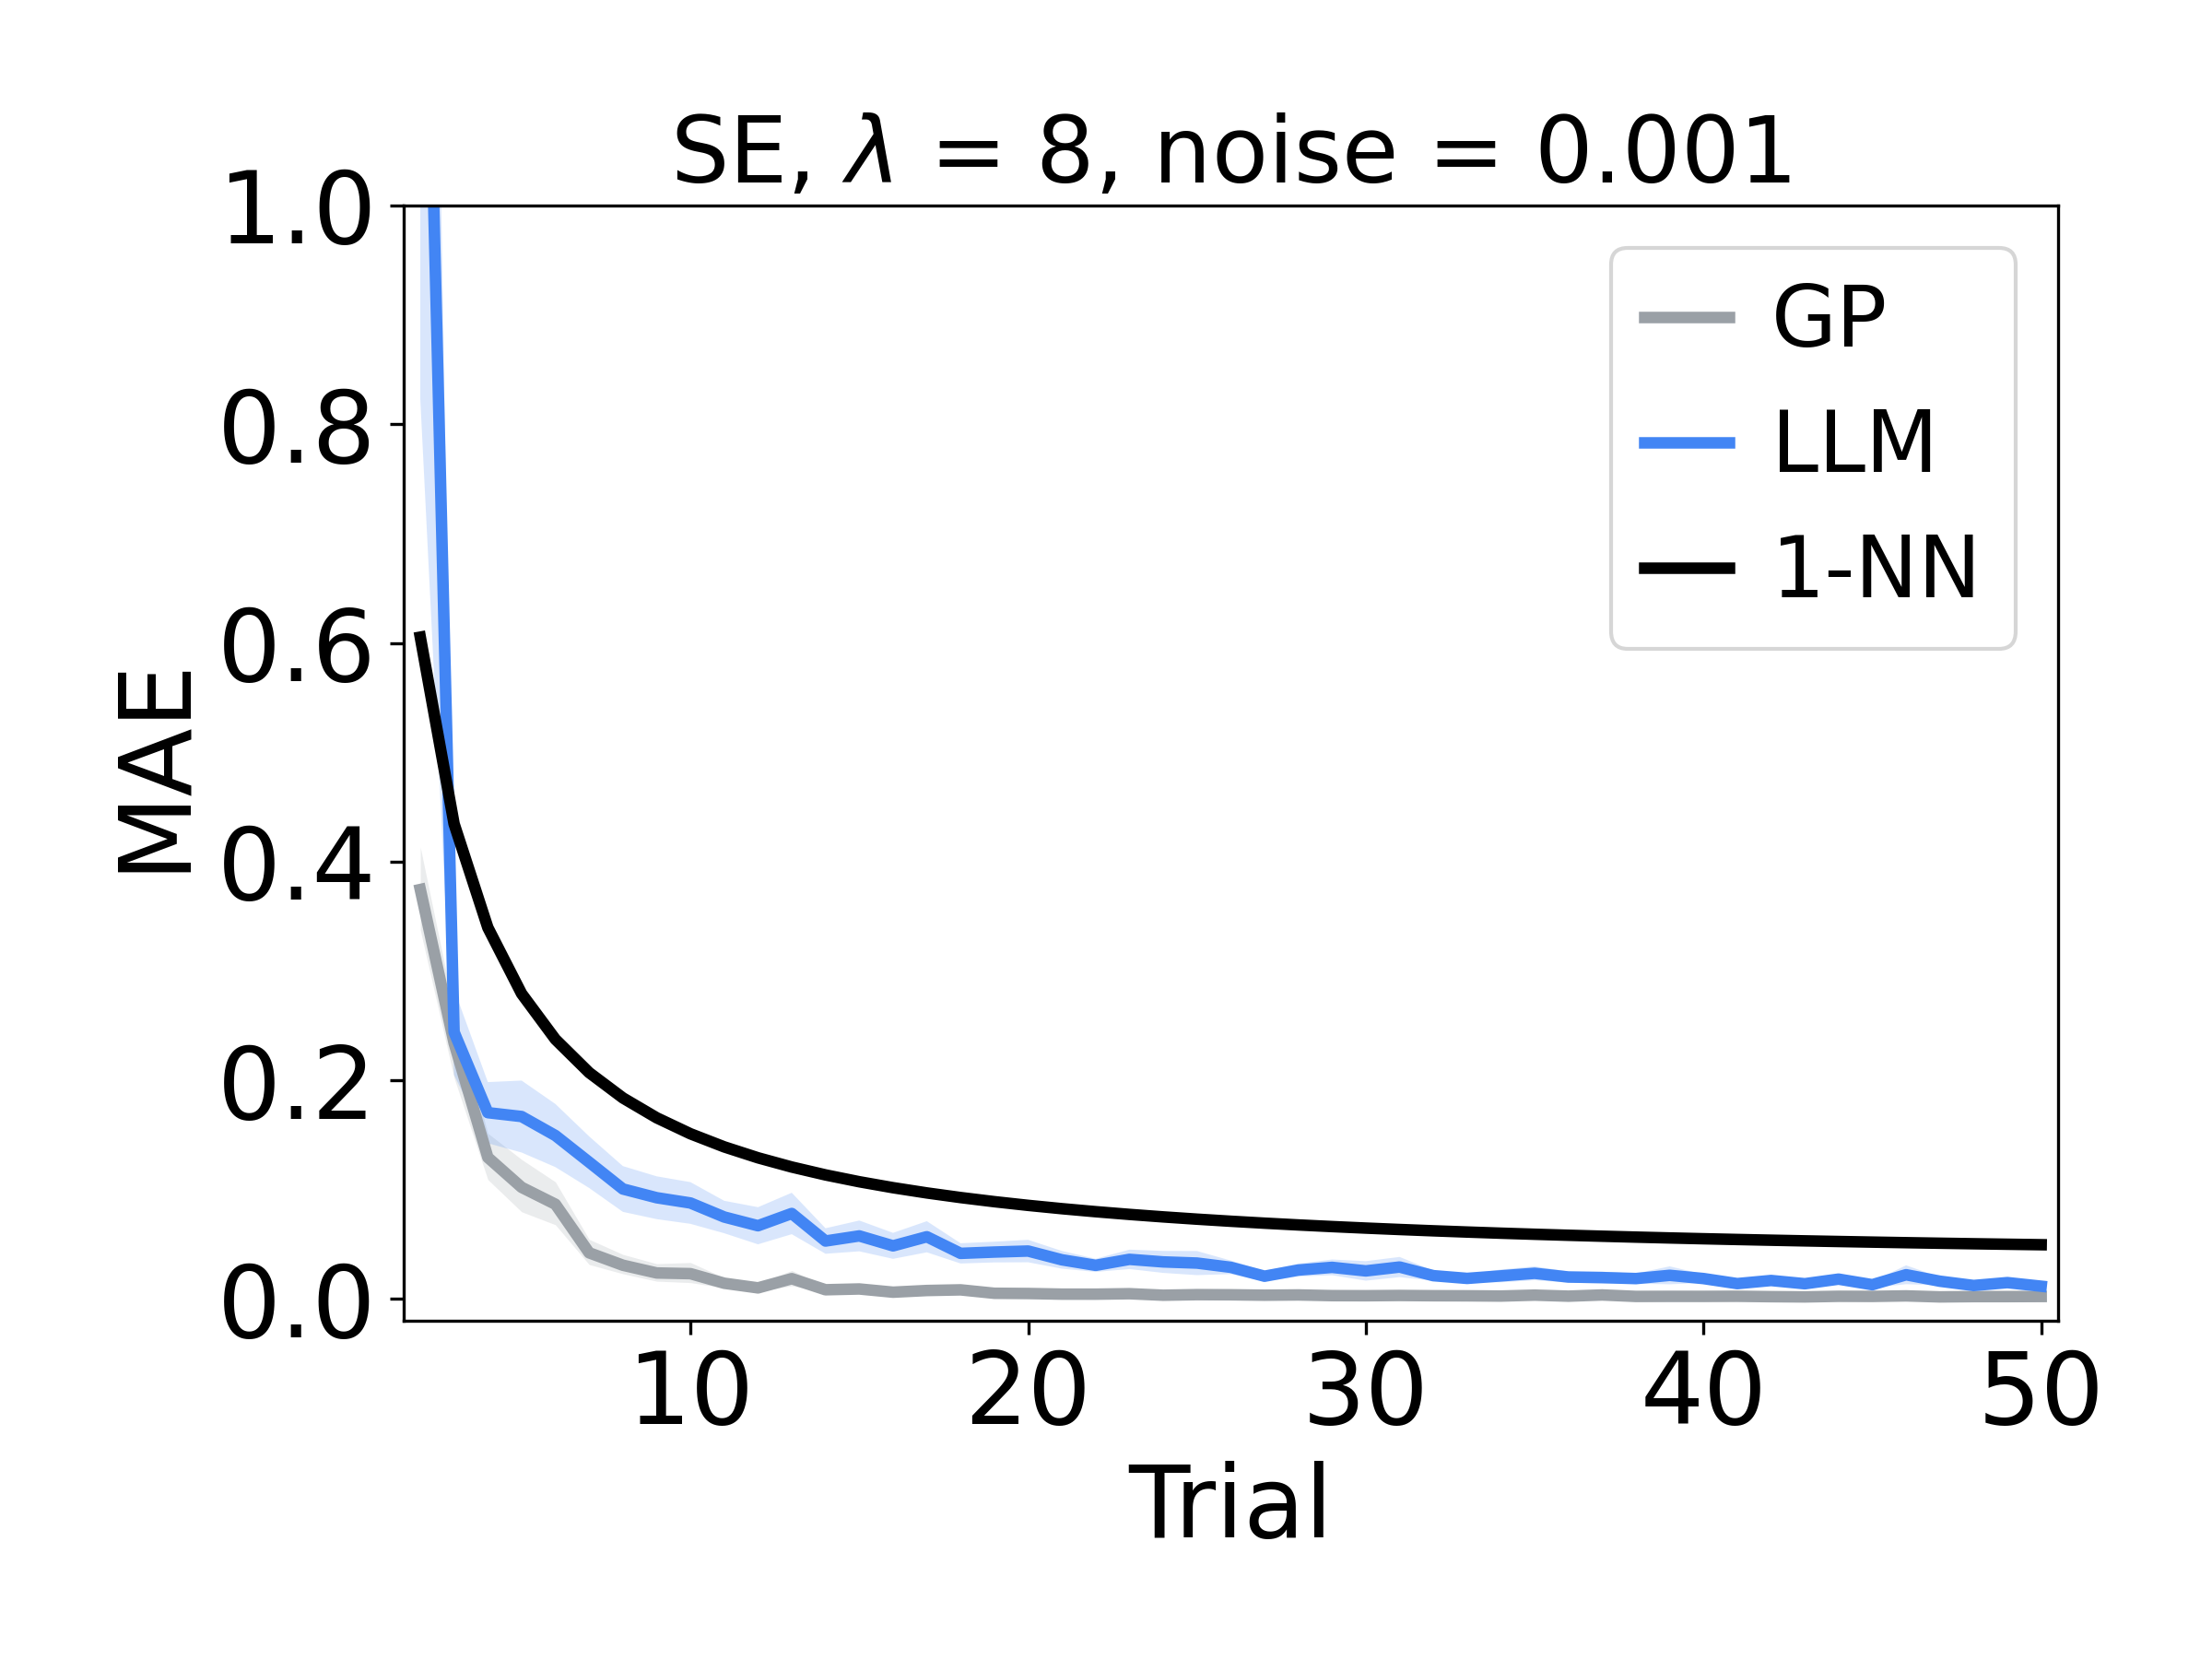 SE, λ = 8, noise = 0.001
1.0
0.8
0.6
0.4
0.2
0.0
MAE
GP
LLM
1-NN
10 20 30 40 50
Trial